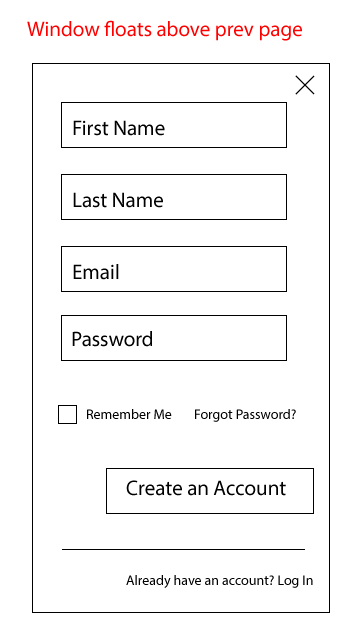 Window floats above prev page
First Name
Last Name
Email
Password
Remember Me Forgot Password?
Create an Account
Already have an account? Log In